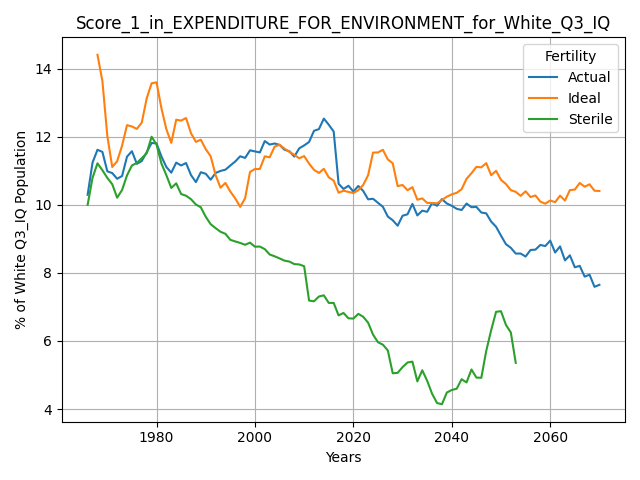 Score_1_in_EXPENDITURE_FOR_ENVIRONMENT_for_White_Q3_IQ
Fertility
Actual
Ideal
Sterile
% of White Q3_IQ Population
14
12
10
8
6
4
1980
2000
2020
2040
2060
Years